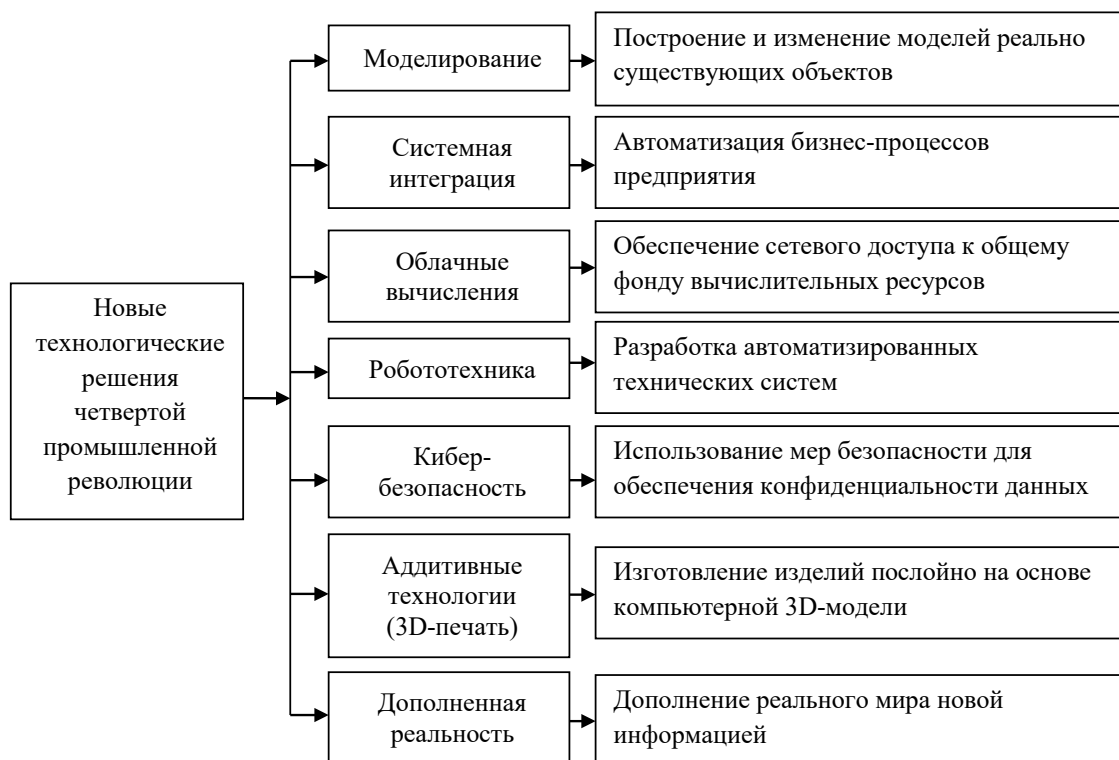 Новые
технологические
решения
четвертой
промышленной
революции
Моделирование
Построение и изменение моделей реально
существующих объектов
Системная
интеграция
Автоматизация бизнес-процессов
предприятия
Облачные
вычисления
Обеспечение сетевого доступа к общему
фонду вычислительных ресурсов
Робототехника
Разработка автоматизированных
технических систем
Кибер-
безопасность
Использование мер безопасности для
обеспечения конфиденциальности данных
Аддитивные
технологии
(3D-печать)
Изготовление изделий послойно на основе
компьютерной 3D-модели
Дополненная
реальность
Дополнение реального мира новой
информацией